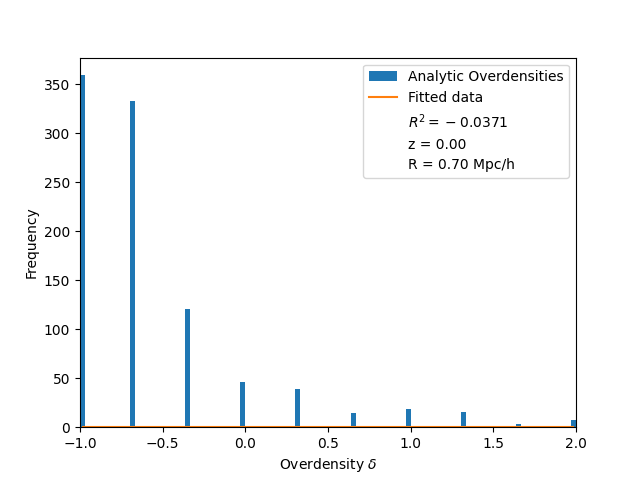 Analytic Overdensities
Fitted data
R² = −0.0371
z = 0.00
R = 0.70 Mpc/h
350
300
250
200
150
100
50
0
Frequency
−1.0 −0.5 0.0 0.5 1.0 1.5 2.0
Overdensity δ